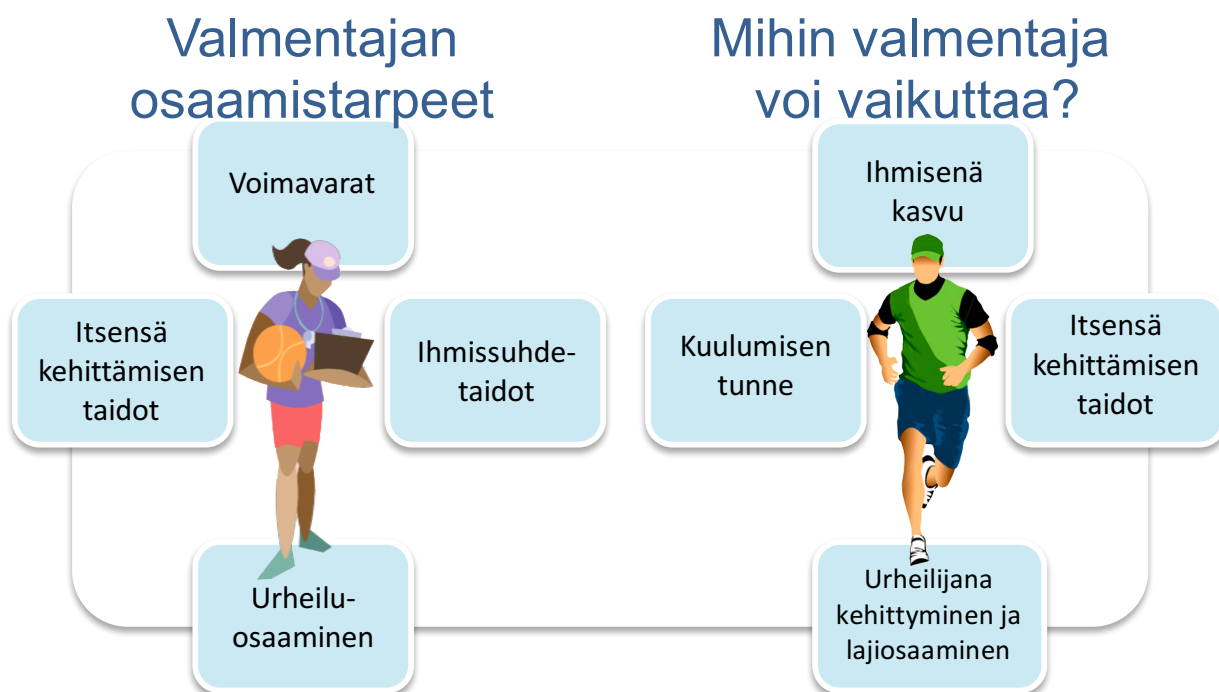 Valmentajan
osaamistarpeet
Voimavarat
Itsensä
kehittämisen
taidot
Ihmissuhde-
taidot
Urheilu-
osaaminen
Mihin valmentaja
voi vaikuttaa?
Ihmisenä
kasvu
Kuulumisen
tunne
Itsensä
kehittämisen
taidot
Urheilijana
kehittyminen ja
lajiosaaminen